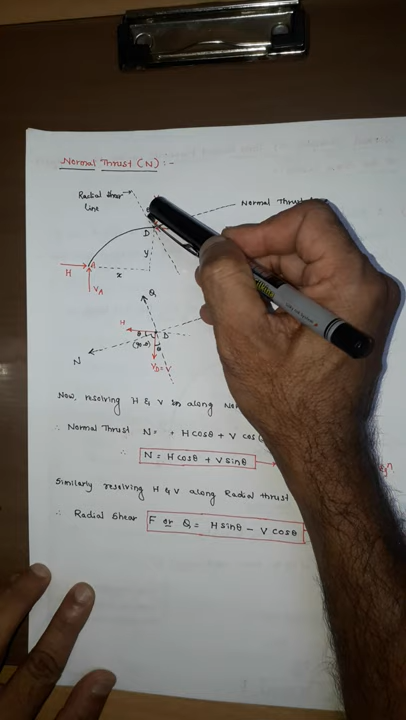 Normal Thrust (N) :-
Radial shear
line
Normal Thrust
D
y
H
A
x
VA
Q
H
θ
D
(90-θ)
θ
N
VD = V
Now, resolving H & V along
∴ Normal Thrust N = + H cosθ + V cos
∴ N = H cosθ + V sinθ
Similarly resolving H & V along Radial thrust
∴ Radial Shear F or Q = H sinθ - V cosθ